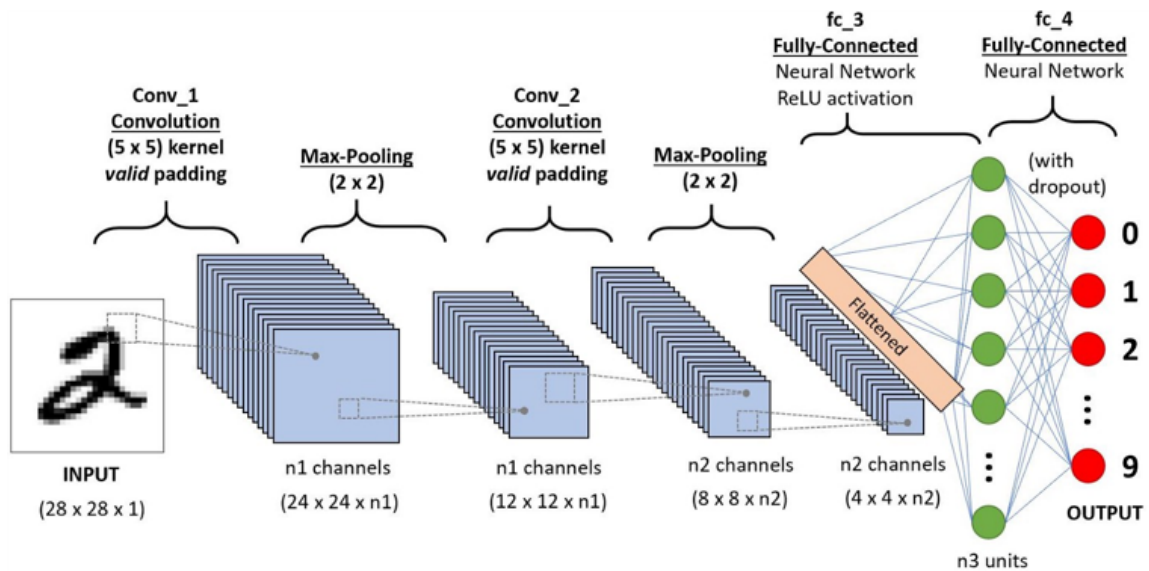 Conv_1
Convolution
(5 x 5) kernel
valid padding
Max-Pooling
(2 x 2)
Conv_2
Convolution
(5 x 5) kernel
valid padding
Max-Pooling
(2 x 2)
fc_3
Fully-Connected
Neural Network
ReLU activation
fc_4
Fully-Connected
Neural Network
(with
dropout)
Flattened
0
1
2
9
OUTPUT
2
INPUT
(28 x 28 x 1)
n1 channels
(24 x 24 x n1)
n1 channels
(12 x 12 x n1)
n2 channels
(8 x 8 x n2)
n2 channels
(4 x 4 x n2)
n3 units